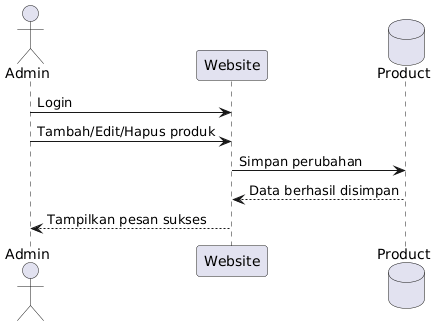 Admin
Website
Product
Login
Tambah/Edit/Hapus produk
Simpan perubahan
Data berhasil disimpan
Tampilkan pesan sukses
Admin
Website
Product